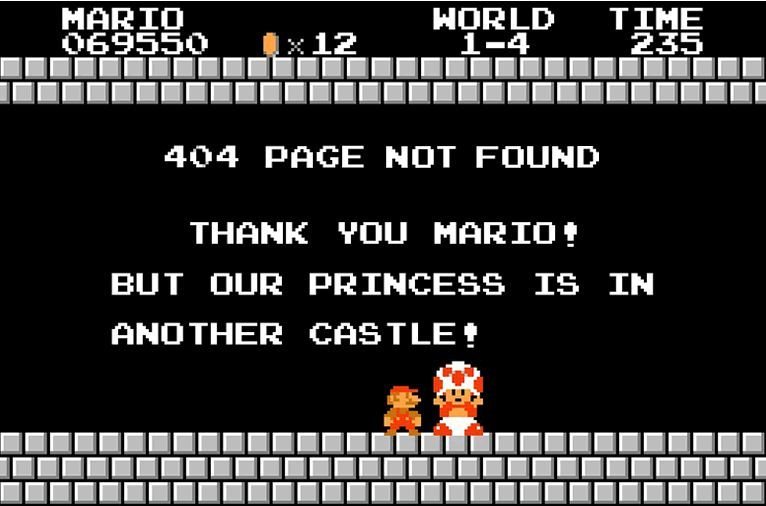 MARIO WORLD TIME
069550 ×12 1-4 235
404 PAGE NOT FOUND
THANK YOU MARIO!
BUT OUR PRINCESS IS IN
ANOTHER CASTLE!